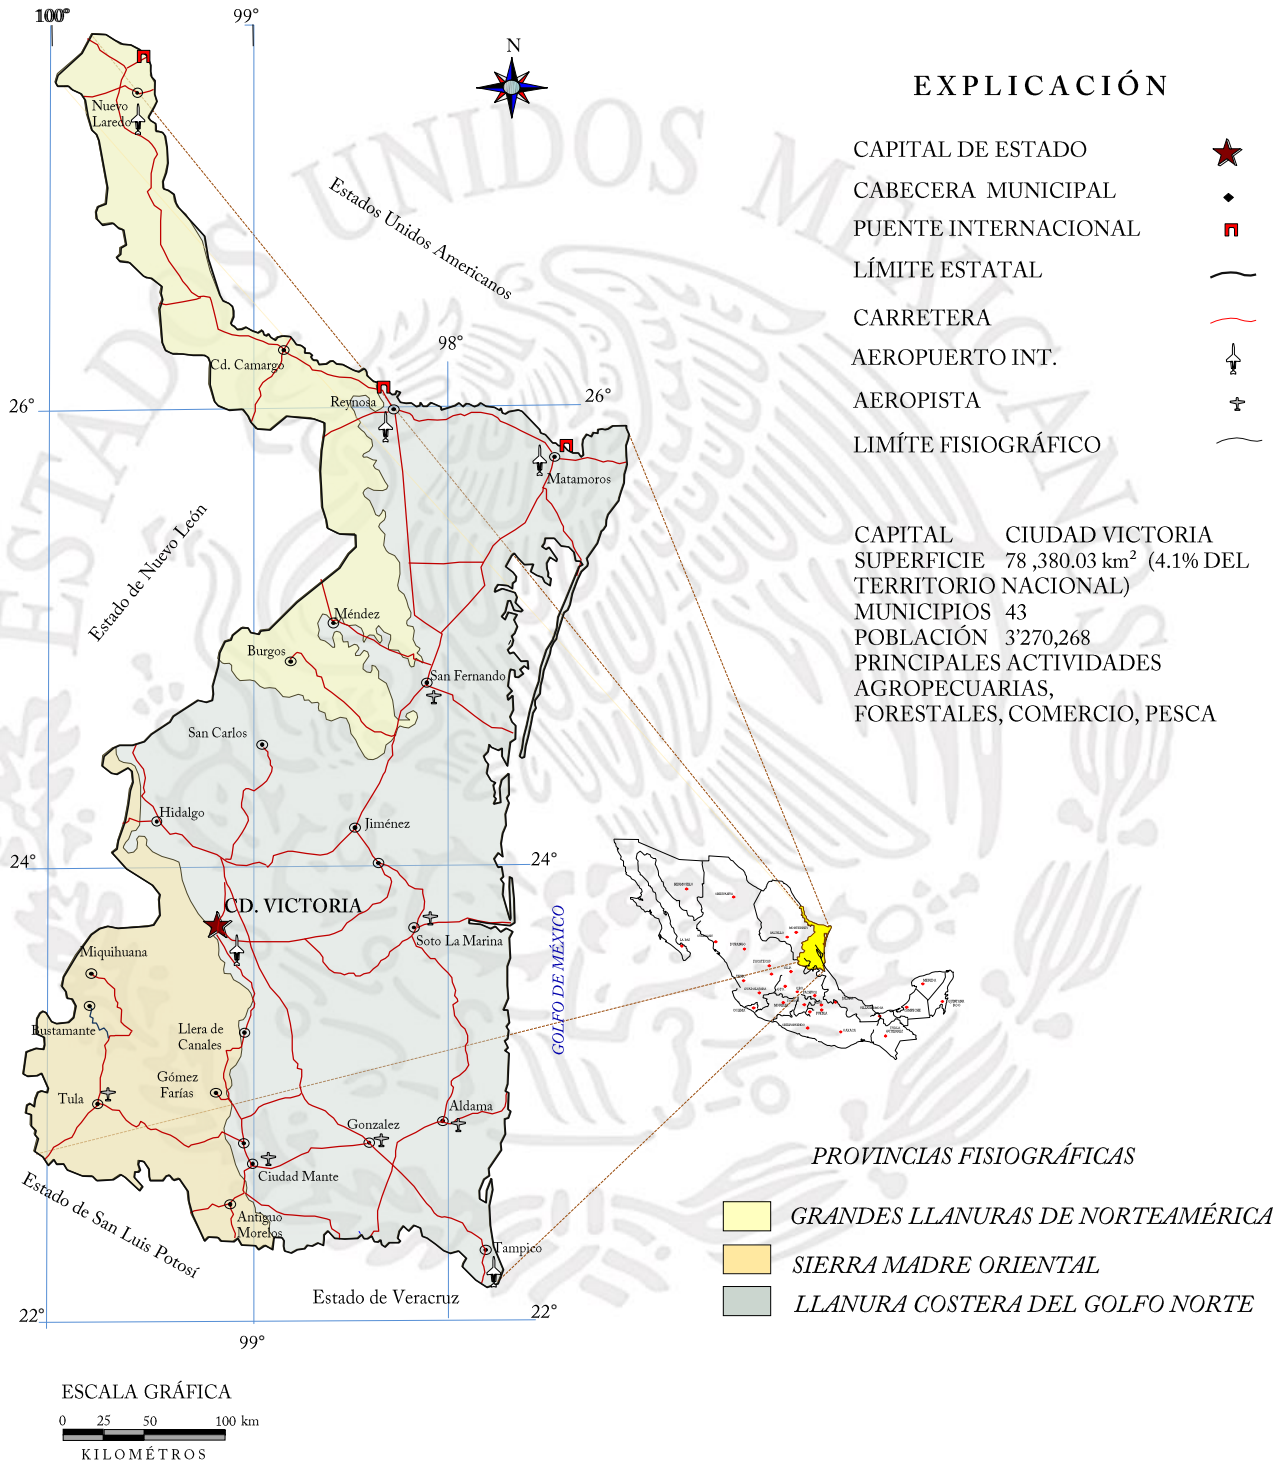 100°
99°
N
EXPLICACIÓN
CAPITAL DE ESTADO
CABECERA MUNICIPAL
PUENTE INTERNACIONAL
LÍMITE ESTATAL
CARRETERA
AEROPUERTO INT.
AEROPISTA
LIMÍTE FISIOGRÁFICO
ESTADOS UNIDOS MEXICANOS
Nuevo
Laredo
Estados Unidos Americanos
98°
Cd. Camargo
26°
Reynosa
26°
Matamoros
Estado de Nuevo León
CAPITAL CIUDAD VICTORIA
SUPERFICIE 78 ,380.03 km² (4.1% DEL
TERRITORIO NACIONAL)
MUNICIPIOS 43
POBLACIÓN 3'270,268
PRINCIPALES ACTIVIDADES
AGROPECUARIAS,
FORESTALES, COMERCIO, PESCA
Méndez
Burgos
San Fernando
San Carlos
Hidalgo
Jiménez
24°
24°
CD. VICTORIA
Soto La Marina
GOLFO DE MÉXICO
Miquihuana
Bustamante
Llera de
Canales
Gómez
Farías
Tula
Aldama
Gonzalez
Ciudad Mante
Estado de San Luis Potosí
Antiguo
Morelos
Tampico
Estado de Veracruz
22°
22°
99°
PROVINCIAS FISIOGRÁFICAS
GRANDES LLANURAS DE NORTEAMÉRICA
SIERRA MADRE ORIENTAL
LLANURA COSTERA DEL GOLFO NORTE
ESCALA GRÁFICA
0 25 50 100 km
KILOMÉTROS